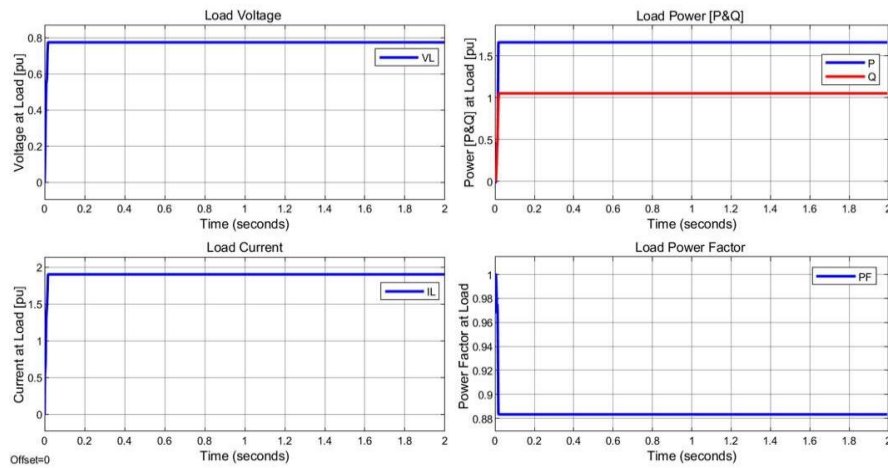 Load Voltage
Voltage at Load [pu]
0.8
0.6
0.4
0.2
0
VL
0 0.2 0.4 0.6 0.8 1 1.2 1.4 1.6 1.8 2
Time (seconds)
Load Power [P&Q]
Power [P&Q] at Load [pu]
1.5
1
0.5
0
P
Q
0 0.2 0.4 0.6 0.8 1 1.2 1.4 1.6 1.8 2
Time (seconds)
Load Current
Current at Load [pu]
2
1.5
1
0.5
0
IL
0 0.2 0.4 0.6 0.8 1 1.2 1.4 1.6 1.8 2
Time (seconds)
Load Power Factor
Power Factor at Load
1
0.98
0.96
0.94
0.92
0.9
0.88
PF
0 0.2 0.4 0.6 0.8 1 1.2 1.4 1.6 1.8 2
Time (seconds)
Offset=0